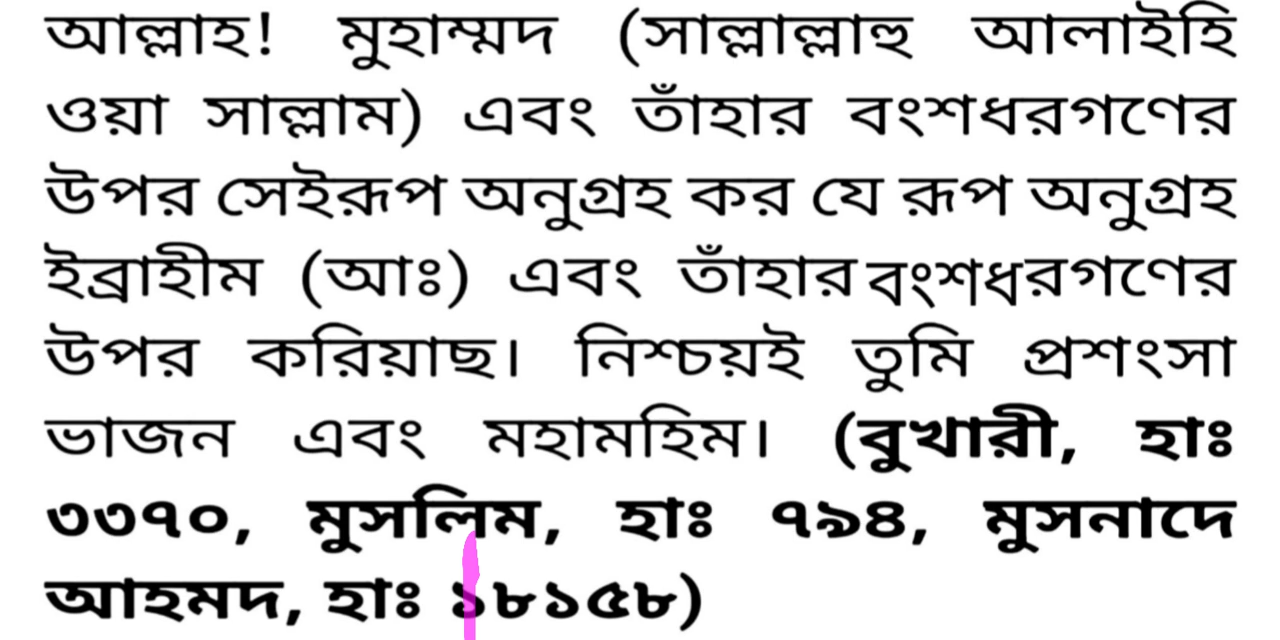 আল্লাহ! মুহাম্মদ (সাল্লাল্লাহু আলাইহি
ওয়া সাল্লাম) এবং তাঁহার বংশধরগণের
উপর সেইরূপ অনুগ্রহ কর যে রূপ অনুগ্রহ
ইব্রাহীম (আঃ) এবং তাঁহার বংশধরগণের
উপর করিয়াছ। নিশ্চয়ই তুমি প্রশংসা
ভাজন এবং মহামহিম। (বুখারী, হাঃ
৩৩৭০, মুসলিম, হাঃ ৭৯৪, মুসনাদে
আহমদ, হাঃ ১৮১৫৮)